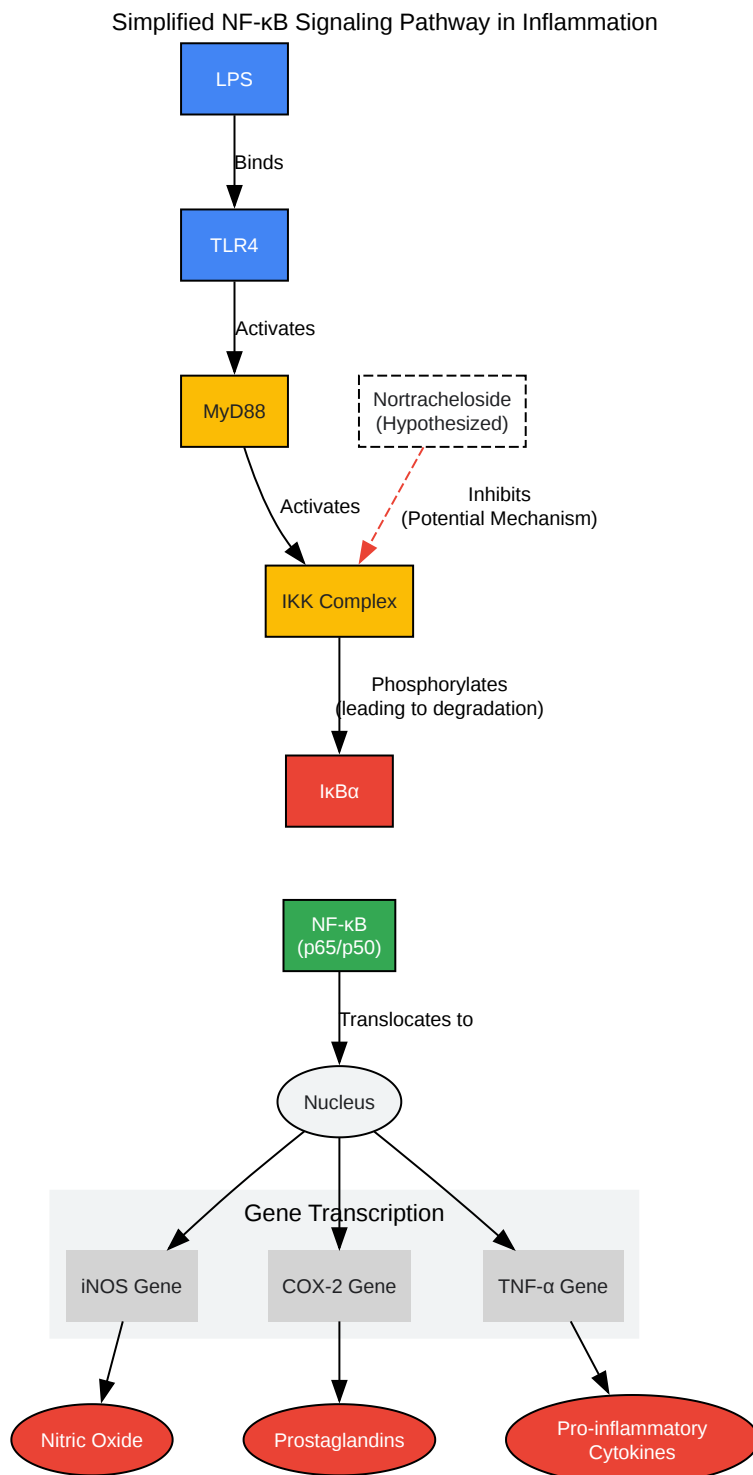 Simplified NF-κB Signaling Pathway in Inflammation
LPS
Binds
TLR4
Activates
MyD88
Nortracheloside
(Hypothesized)
Activates
Inhibits
(Potential Mechanism)
IKK Complex
Phosphorylates
(leading to degradation)
IκBα
NF-κB
(p65/p50)
Translocates to
Nucleus
Gene Transcription
iNOS Gene
COX-2 Gene
TNF-α Gene
Nitric Oxide
Prostaglandins
Pro-inflammatory
Cytokines